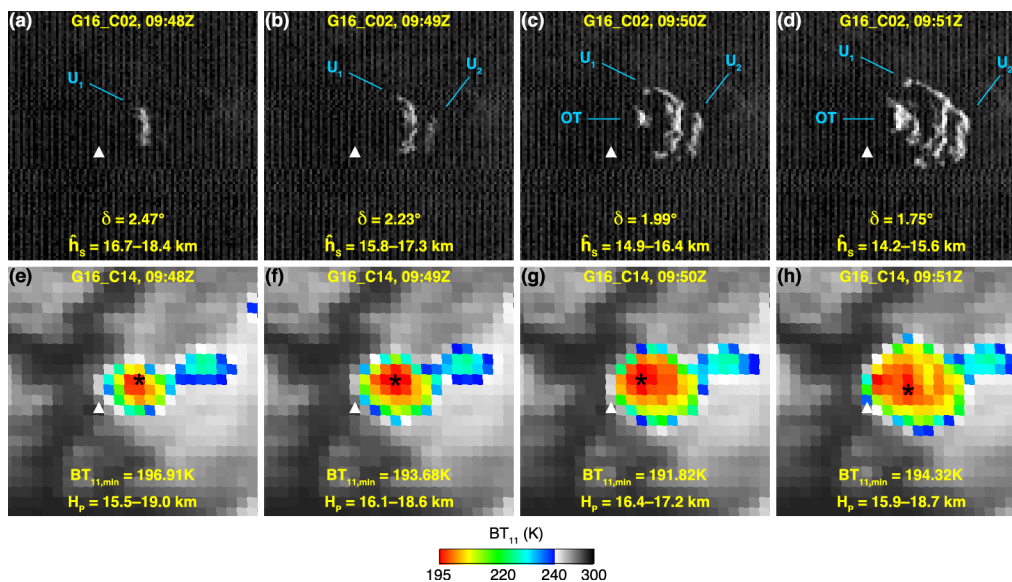 (a) G16_C02, 09:48Z
U1
δ = 2.47°
ĥs = 16.7–18.4 km
(b) G16_C02, 09:49Z
U1 U2
δ = 2.23°
ĥs = 15.8–17.3 km
(c) G16_C02, 09:50Z
U1 U2
OT
δ = 1.99°
ĥs = 14.9–16.4 km
(d) G16_C02, 09:51Z
U1 U2
OT
δ = 1.75°
ĥs = 14.2–15.6 km
(e) G16_C14, 09:48Z
*
BT11,min = 196.91K
HP = 15.5–19.0 km
(f) G16_C14, 09:49Z
*
BT11,min = 193.68K
HP = 16.1–18.6 km
(g) G16_C14, 09:50Z
*
BT11,min = 191.82K
HP = 16.4–17.2 km
(h) G16_C14, 09:51Z
*
BT11,min = 194.32K
HP = 15.9–18.7 km
BT11 (K)
195 220 240 300